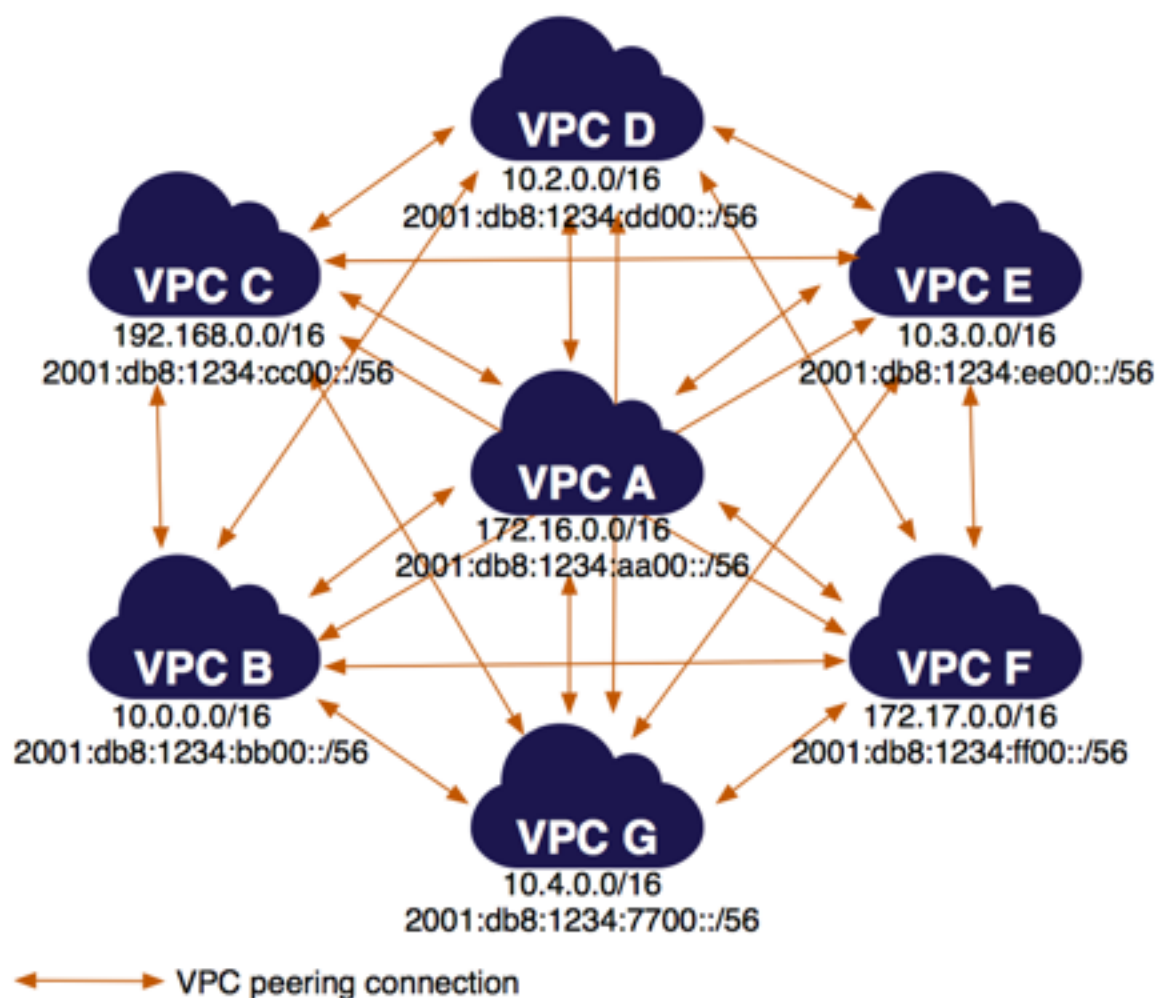 VPC D
10.2.0.0/16
2001:db8:1234:dd00::/56
VPC C
192.168.0.0/16
2001:db8:1234:cc00::/56
VPC E
10.3.0.0/16
2001:db8:1234:ee00::/56
VPC A
172.16.0.0/16
2001:db8:1234:aa00::/56
VPC B
10.0.0.0/16
2001:db8:1234:bb00::/56
VPC F
172.17.0.0/16
2001:db8:1234:ff00::/56
VPC G
10.4.0.0/16
2001:db8:1234:7700::/56
VPC peering connection